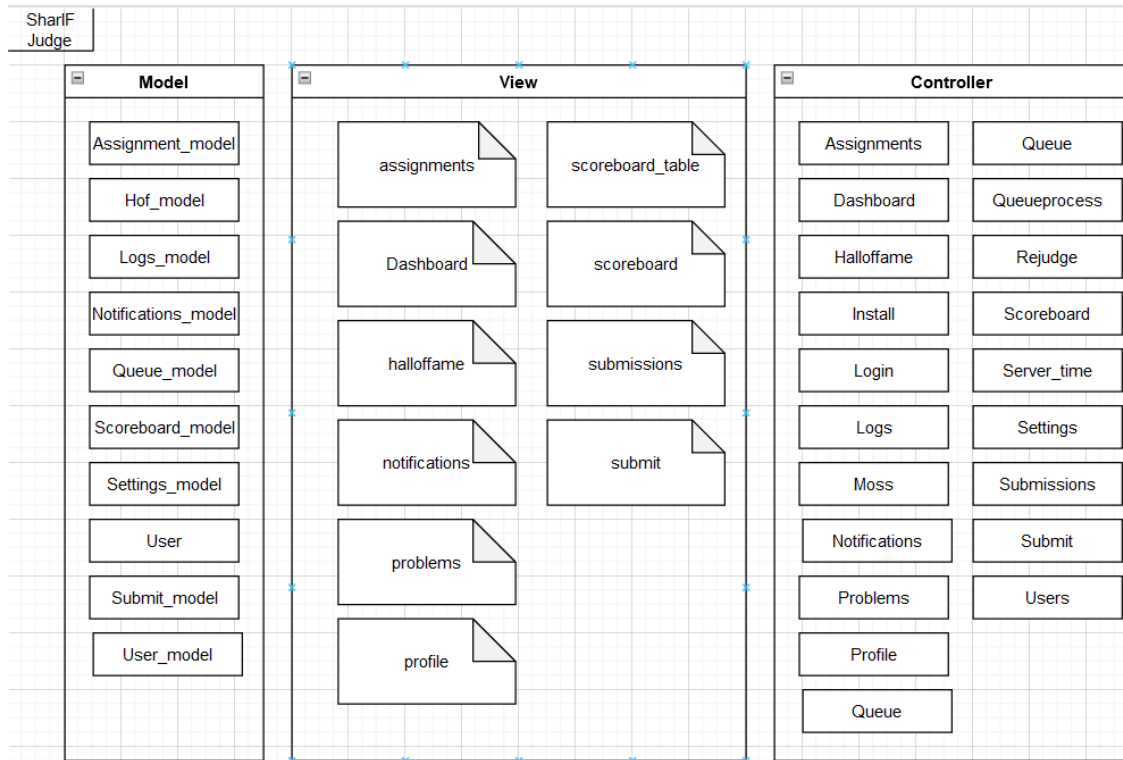 SharIF
Judge
Model
Assignment_model
Hof_model
Logs_model
Notifications_model
Queue_model
Scoreboard_model
Settings_model
User
Submit_model
User_model
View
assignments
Dashboard
halloffame
notifications
problems
profile
scoreboard_table
scoreboard
submissions
submit
Controller
Assignments
Dashboard
Halloffame
Install
Login
Logs
Moss
Notifications
Problems
Profile
Queue
Queue
Queueprocess
Rejudge
Scoreboard
Server_time
Settings
Submissions
Submit
Users